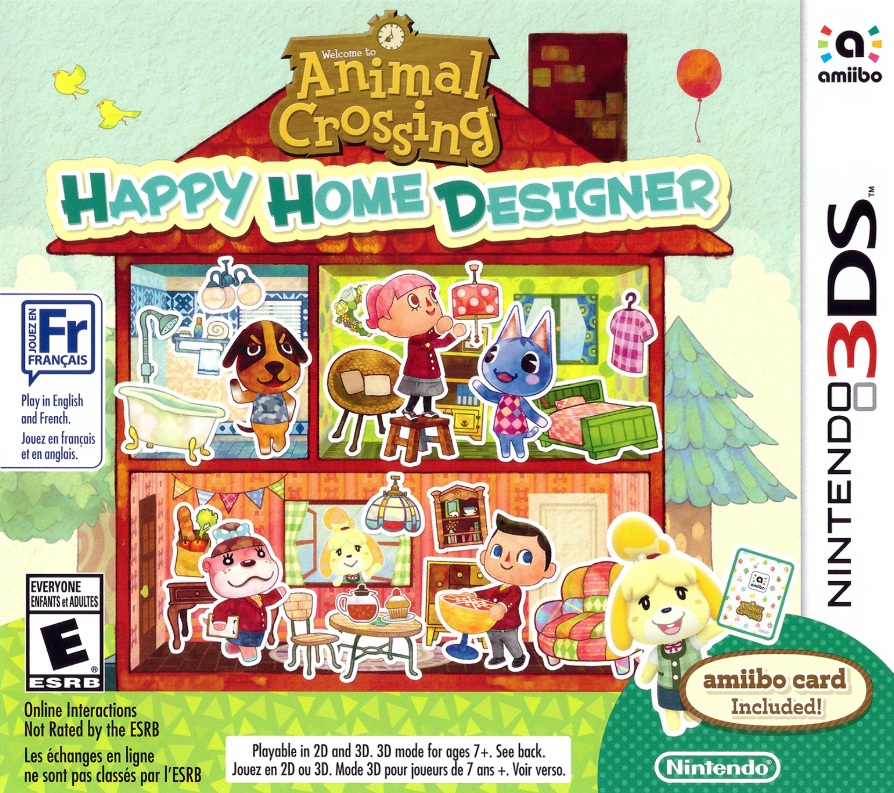 Welcome to
Animal
Crossing™
HAPPY HOME DESIGNER
amiibo
NINTENDO 3DS™
JOUEZ EN
Fr
FRANÇAIS
Play in English
and French.
Jouez en français
et en anglais.
EVERYONE
ENFANTS et ADULTES
E
ESRB®
Online Interactions
Not Rated by the ESRB
Les échanges en ligne
ne sont pas classés par l'ESRB
Playable in 2D and 3D. 3D mode for ages 7+. See back.
Jouez en 2D ou 3D. Mode 3D pour joueurs de 7 ans +. Voir verso.
amiibo
Animal
Crossing
amiibo card
Included!
Nintendo®